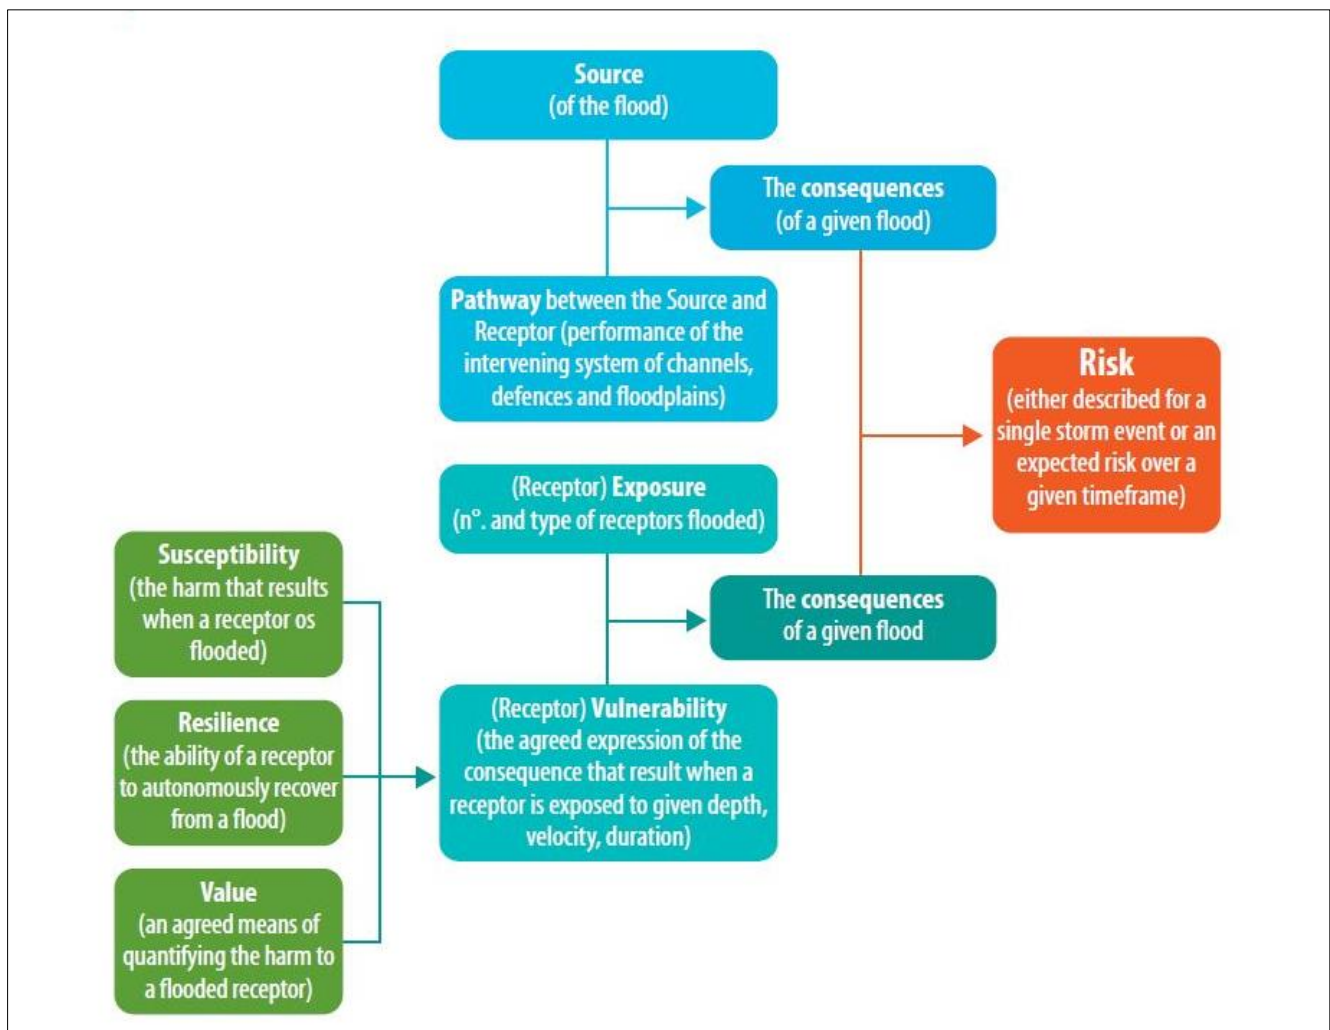 Source
(of the flood)
The consequences
(of a given flood)
Pathway between the Source and
Receptor (performance of the
intervening system of channels,
defences and floodplains)
Risk
(either described for a
single storm event or an
expected risk over a
given timeframe)
(Receptor) Exposure
(n°. and type of receptors flooded)
Susceptibility
(the harm that results
when a receptor os
flooded)
The consequences
of a given flood
Resilience
(the ability of a receptor
to autonomously recover
from a flood)
(Receptor) Vulnerability
(the agreed expression of the
consequence that result when a
receptor is exposed to given depth,
velocity, duration)
Value
(an agreed means of
quantifying the harm to
a flooded receptor)